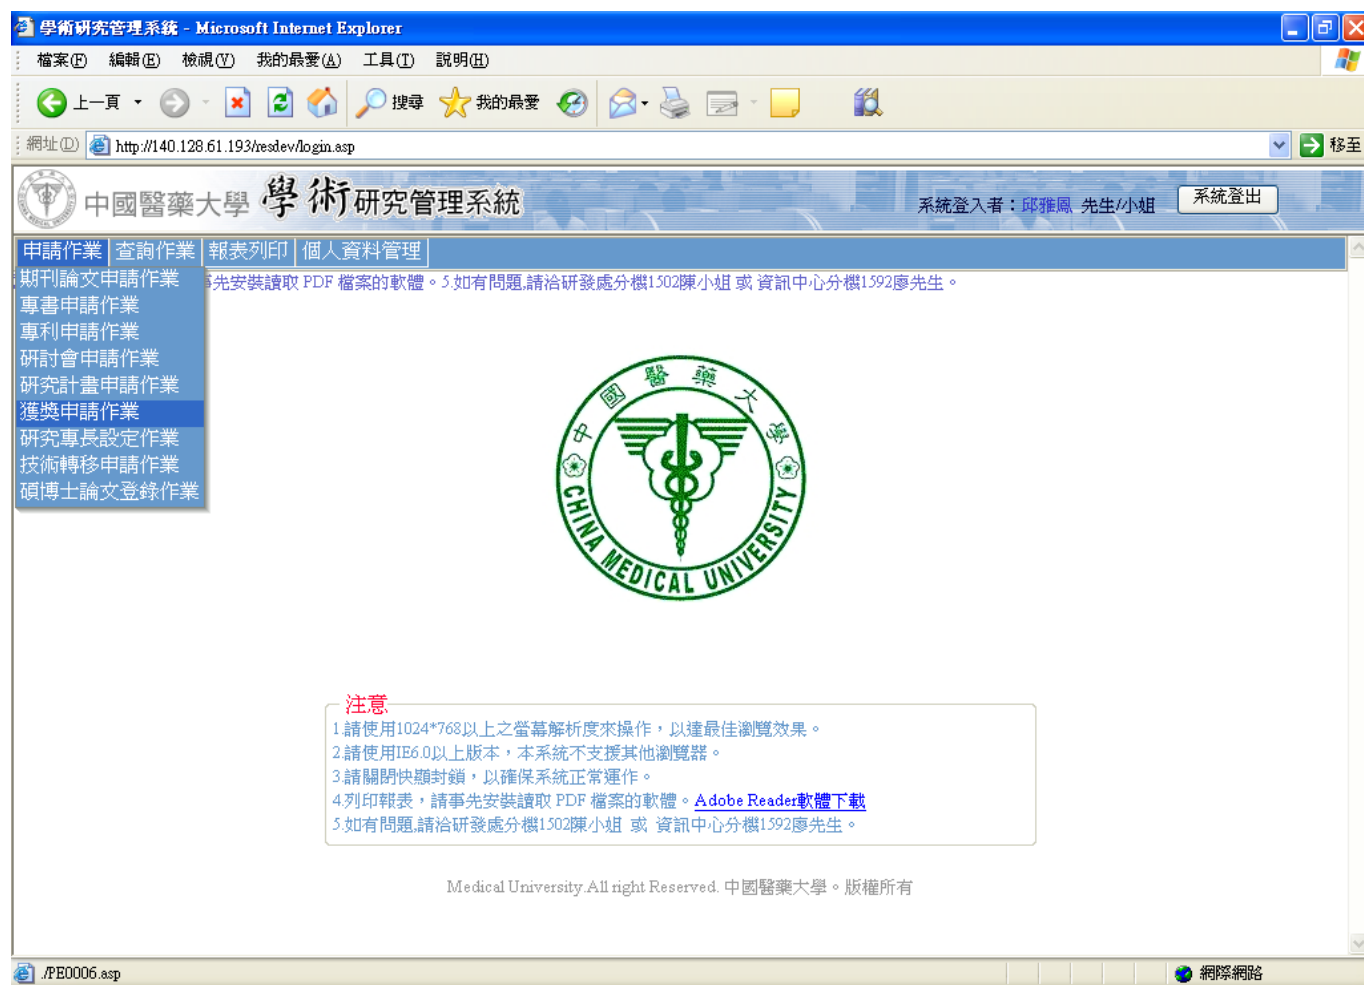 學術研究管理系統 - Microsoft Internet Explorer
檔案(F) 編輯(E) 檢視(V) 我的最愛(A) 工具(T) 說明(H)
上一頁 搜尋 我的最愛
網址(D) http://140.128.61.193/resdev/login.asp 移至
中國醫藥大學 學術研究管理系統 系統登入者：邱雅鳳 先生/小姐 系統登出
申請作業 查詢作業 報表列印 個人資料管理
期刊論文申請作業
先安裝讀取 PDF 檔案的軟體。5.如有問題,請洽研發處分機1502陳小姐 或 資訊中心分機1592廖先生。
專書申請作業
專利申請作業
研討會申請作業
研究計畫申請作業
獲獎申請作業
研究專長設定作業
技術轉移申請作業
碩博士論文登錄作業
中國醫藥大學
CHINA MEDICAL UNIVERSITY
注意
1.請使用1024*768以上之螢幕解析度來操作，以達最佳瀏覽效果。
2.請使用IE6.0以上版本，本系統不支援其他瀏覽器。
3.請關閉快顯封鎖，以確保系統正常運作。
4.列印報表，請事先安裝讀取 PDF 檔案的軟體。Adobe Reader軟體下載
5.如有問題,請洽研發處分機1502陳小姐 或 資訊中心分機1592廖先生。
Medical University.All right Reserved. 中國醫藥大學。版權所有
./PE0006.asp 網際網路